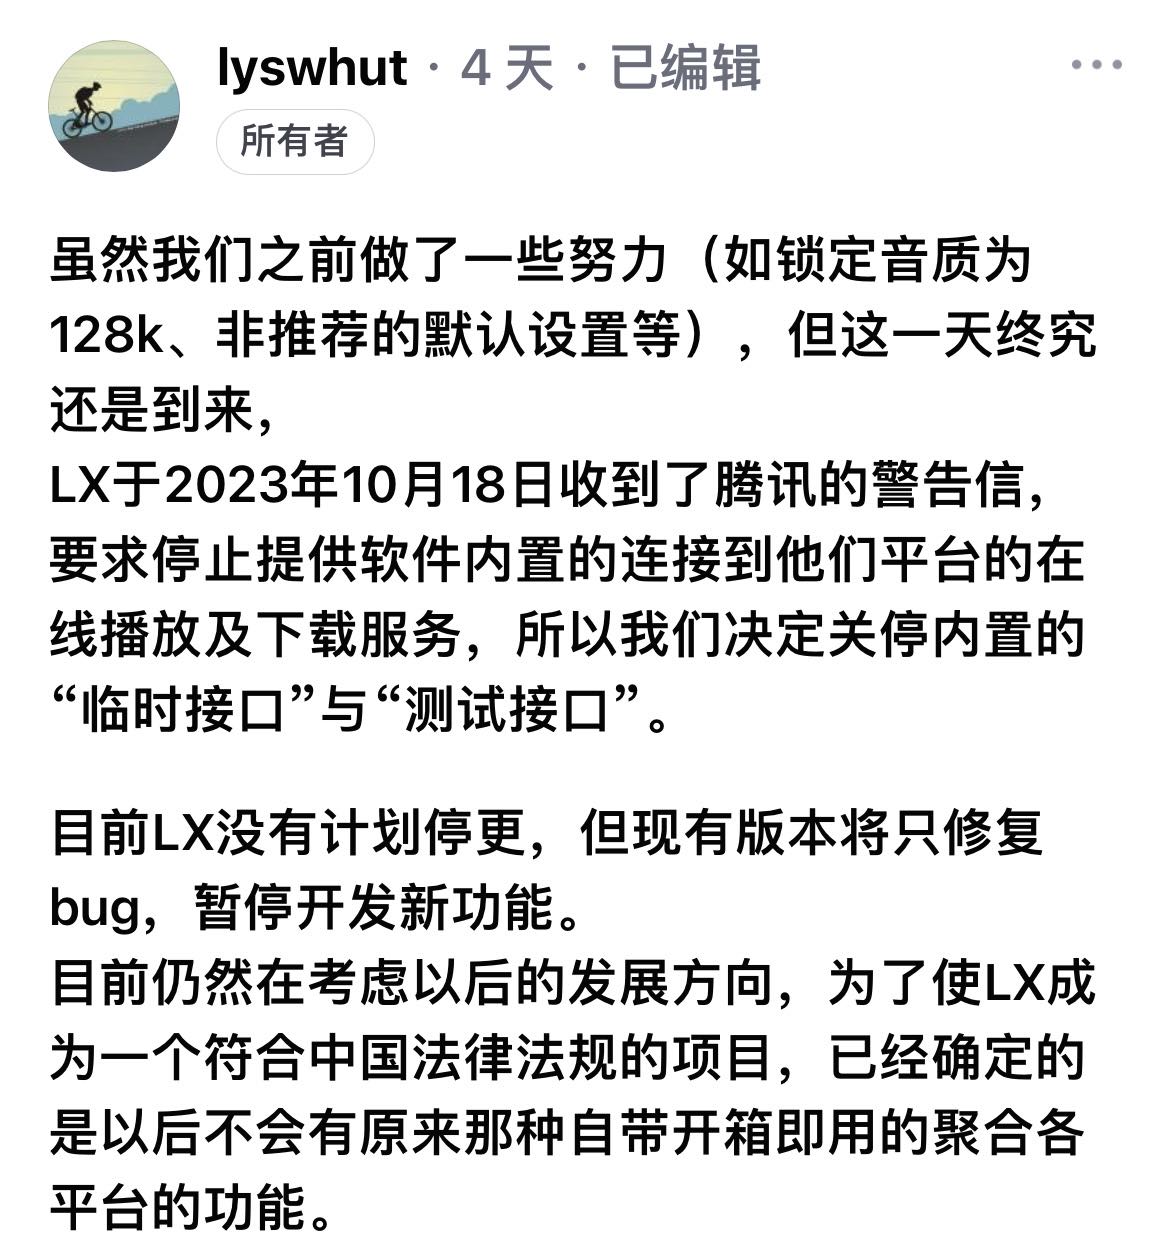 lyswhut · 4 天 · 已编辑
所有者
虽然我们之前做了一些努力（如锁定音质为
128k、非推荐的默认设置等），但这一天终究
还是到来，
LX于2023年10月18日收到了腾讯的警告信，
要求停止提供软件内置的连接到他们平台的在
线播放及下载服务，所以我们决定关停内置的
“临时接口”与“测试接口”。
目前LX没有计划停更，但现有版本将只修复
bug，暂停开发新功能。
目前仍然在考虑以后的发展方向，为了使LX成
为一个符合中国法律法规的项目，已经确定的
是以后不会有原来那种自带开箱即用的聚合各
平台的功能。